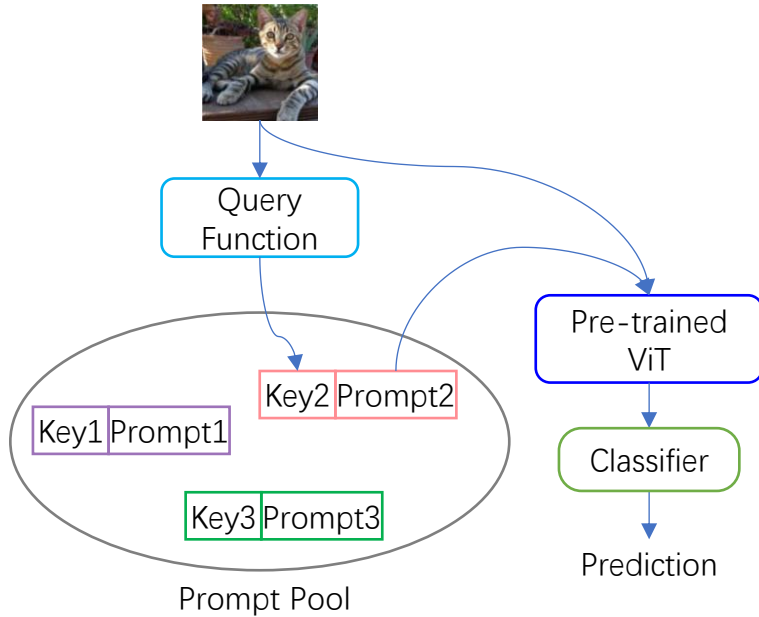 Query
Function
Pre-trained
ViT
Key2 Prompt2
Key1 Prompt1
Classifier
Key3 Prompt3
Prediction
Prompt Pool